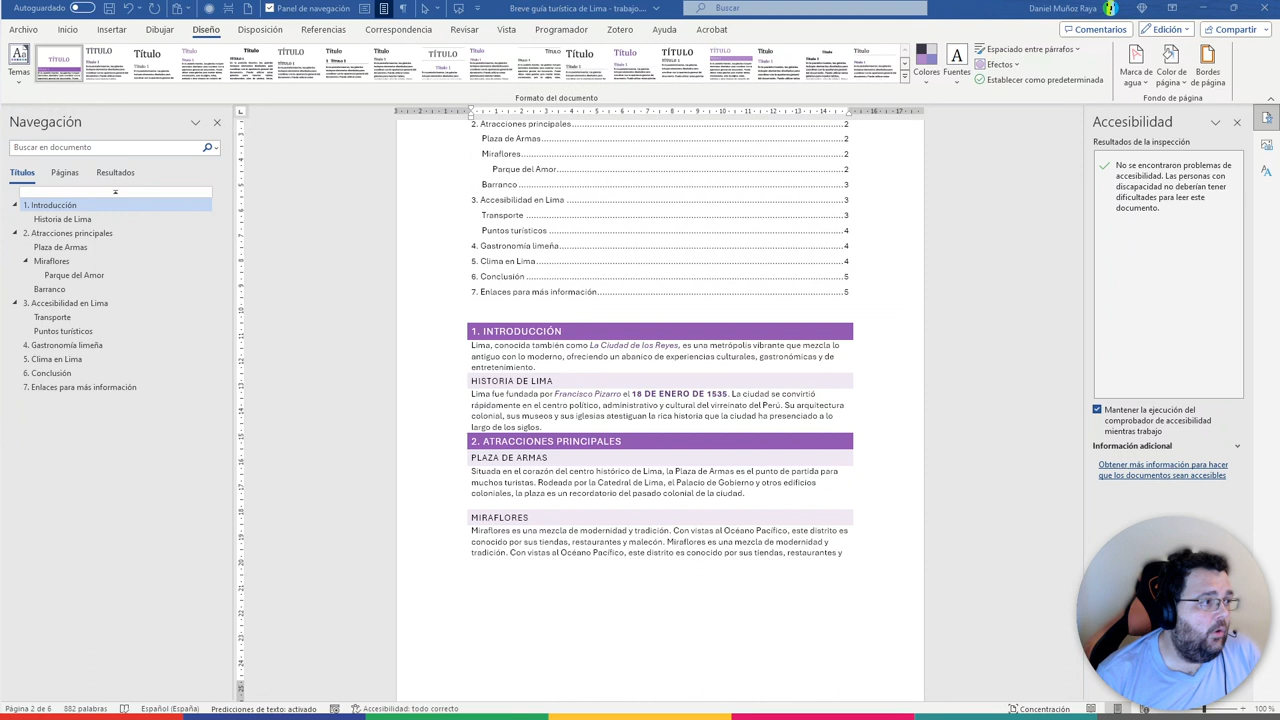 Autoguardado
Panel de navegación
Breve guía turística de Lima - trabajo....
Buscar
Daniel Muñoz Raya
Archivo
Inicio
Insertar
Dibujar
Diseño
Disposición
Referencias
Correspondencia
Revisar
Vista
Programador
Zotero
Ayuda
Acrobat
Comentarios
Edición
Compartir
Temas
Colores
Fuentes
Espaciado entre párrafos
Efectos
Establecer como predeterminada
Marca de agua
Color de página
Bordes de página
Formato del documento
Fondo de página
Navegación
Buscar en documento
Títulos
Páginas
Resultados
1. Introducción
Historia de Lima
2. Atracciones principales
Plaza de Armas
Miraflores
Parque del Amor
Barranco
3. Accesibilidad en Lima
Transporte
Puntos turísticos
4. Gastronomía limeña
5. Clima en Lima
6. Conclusión
7. Enlaces para más información
2. Atracciones principales 2
Plaza de Armas 2
Miraflores 2
Parque del Amor 2
Barranco 3
3. Accesibilidad en Lima 3
Transporte 3
Puntos turísticos 4
4. Gastronomía limeña 4
5. Clima en Lima 4
6. Conclusión 5
7. Enlaces para más información 5
1. INTRODUCCIÓN
Lima, conocida también como La Ciudad de los Reyes, es una metrópolis vibrante que mezcla lo
antiguo con lo moderno, ofreciendo un abanico de experiencias culturales, gastronómicas y de
entretenimiento.
HISTORIA DE LIMA
Lima fue fundada por Francisco Pizarro el 18 DE ENERO DE 1535. La ciudad se convirtió
rápidamente en el centro político, administrativo y cultural del virreinato del Perú. Su arquitectura
colonial, sus museos y sus iglesias atestiguan la rica historia que la ciudad ha presenciado a lo
largo de los siglos.
2. ATRACCIONES PRINCIPALES
PLAZA DE ARMAS
Situada en el corazón del centro histórico de Lima, la Plaza de Armas es el punto de partida para
muchos turistas. Rodeada por la Catedral de Lima, el Palacio de Gobierno y otros edificios
coloniales, la plaza es un recordatorio del pasado colonial de la ciudad.
MIRAFLORES
Miraflores es una mezcla de modernidad y tradición. Con vistas al Océano Pacífico, este distrito es
conocido por sus tiendas, restaurantes y malecón. Miraflores es una mezcla de modernidad y
tradición. Con vistas al Océano Pacífico, este distrito es conocido por sus tiendas, restaurantes y
Accesibilidad
Resultados de la inspección
No se encontraron problemas de
accesibilidad. Las personas con
discapacidad no deberían tener
dificultades para leer este
documento.
Mantener la ejecución del
comprobador de accesibilidad
mientras trabajo
Información adicional
Obtener más información para hacer
que los documentos sean accesibles
Página 2 de 6
882 palabras
Español (España)
Predicciones de texto: activado
Accesibilidad: todo correcto
Concentración
100 %